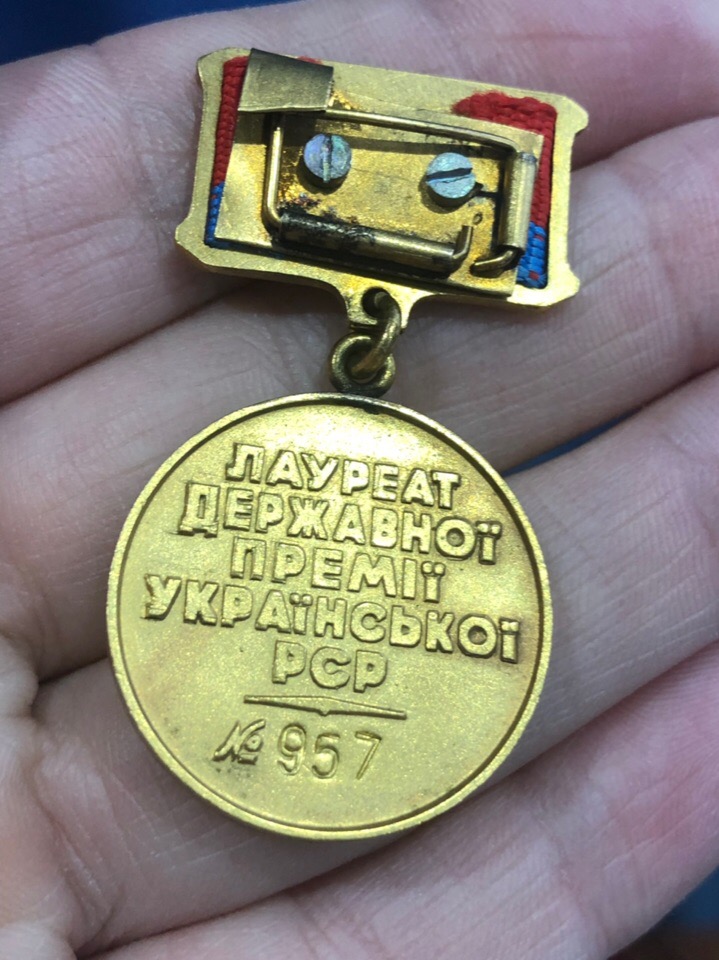 ЛАУРЕАТ
ДЕРЖАВНОЇ
ПРЕМІЇ
УКРАЇНСЬКОЇ
РСР
№ 957